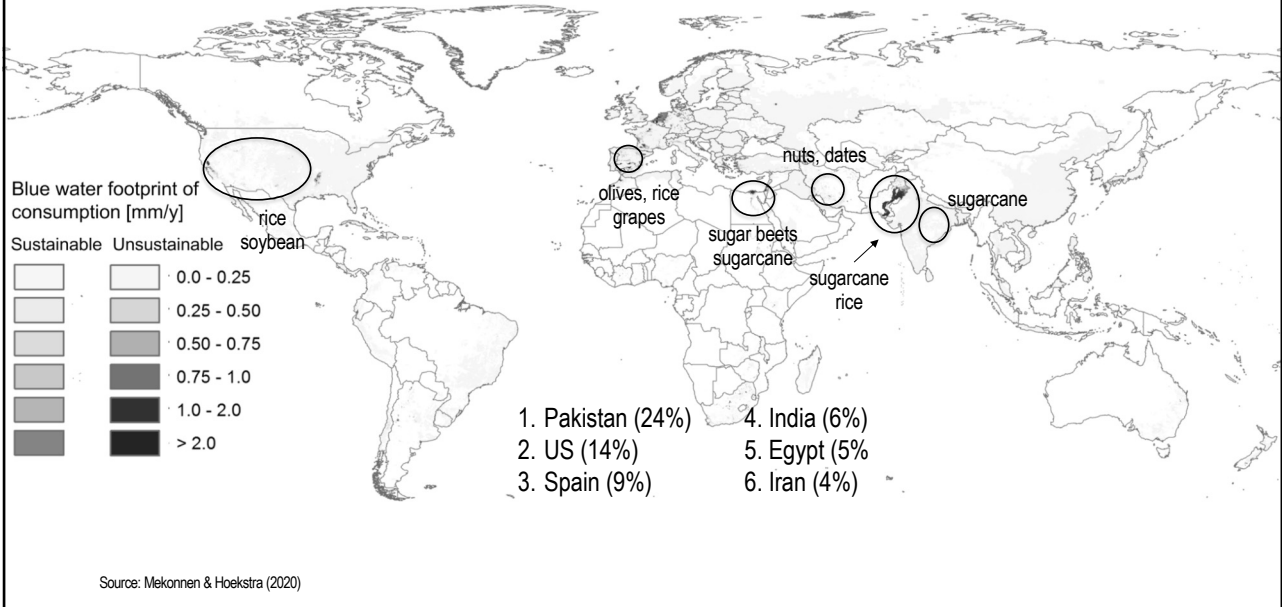 Blue water footprint of
consumption [mm/y]
Sustainable Unsustainable
0.0 - 0.25
0.25 - 0.50
0.50 - 0.75
0.75 - 1.0
1.0 - 2.0
> 2.0
rice
soybean
olives, rice
grapes
sugar beets
sugarcane
nuts, dates
sugarcane
rice
sugarcane
1. Pakistan (24%)
2. US (14%)
3. Spain (9%)
4. India (6%)
5. Egypt (5%
6. Iran (4%)
Source: Mekonnen & Hoekstra (2020)